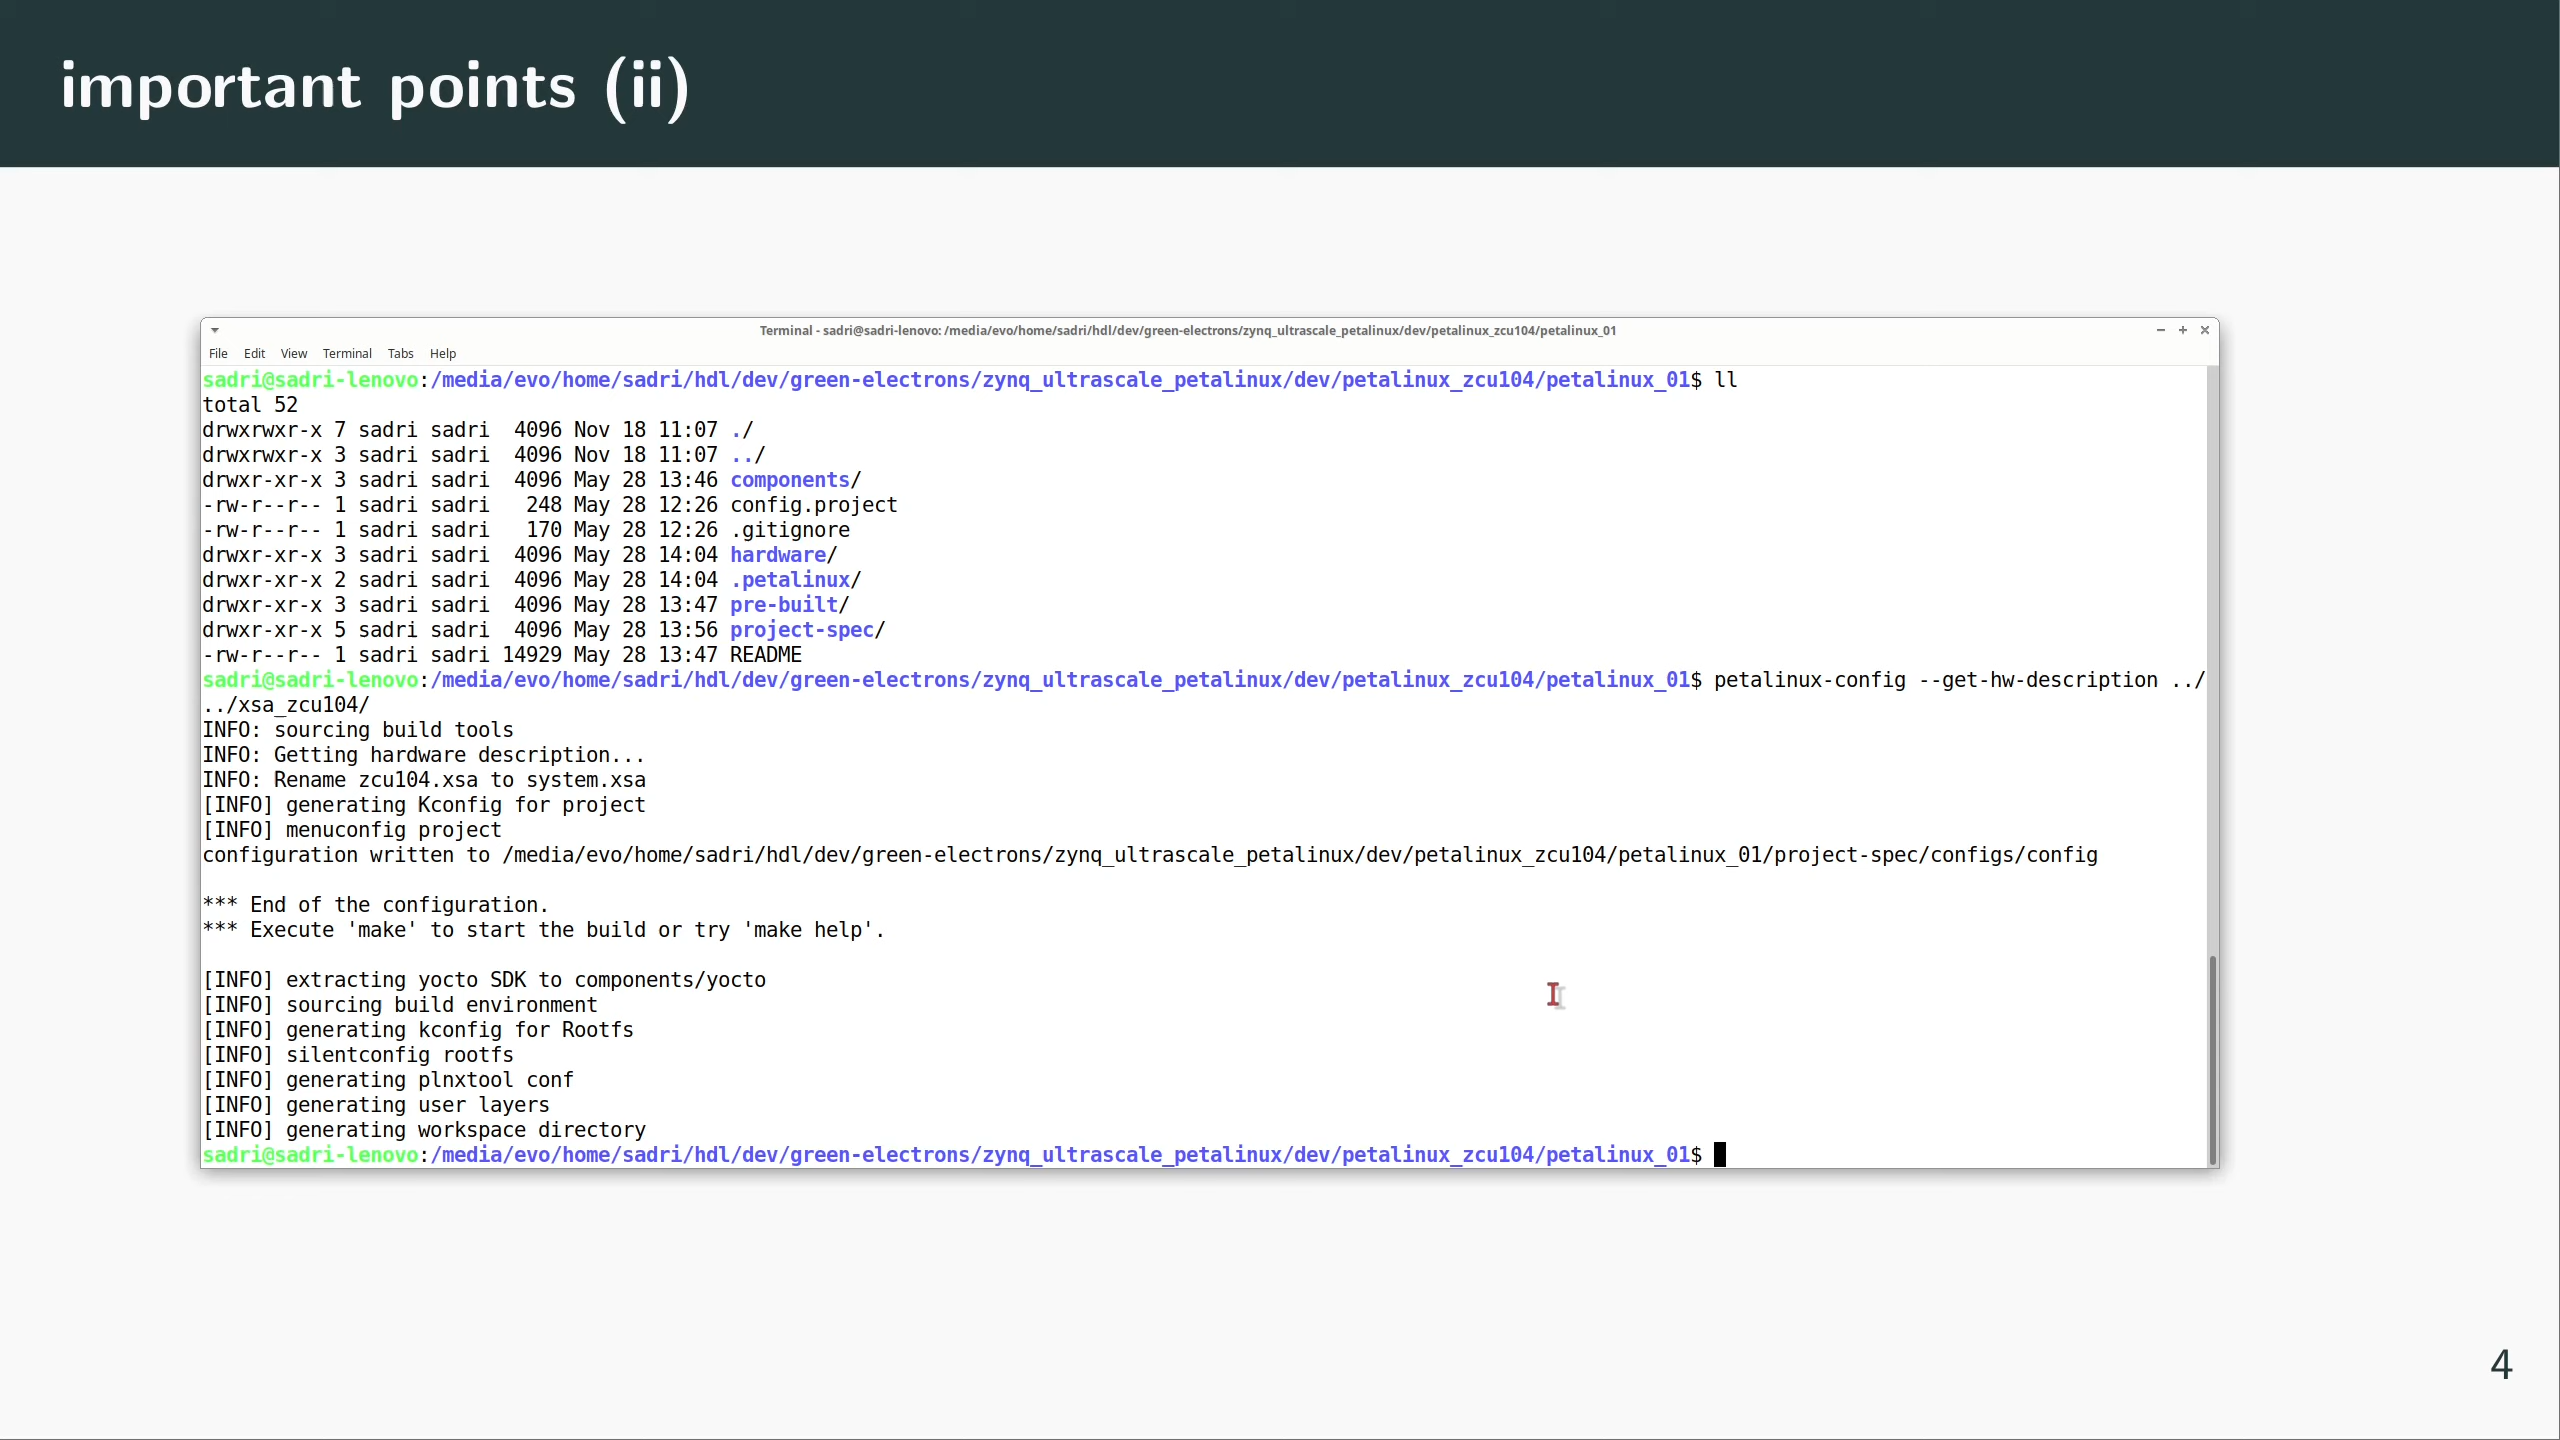 important points (ii)
Terminal - sadri@sadri-lenovo: /media/evo/home/sadri/hdl/dev/green-electrons/zynq_ultrascale_petalinux/dev/petalinux_zcu104/petalinux_01
File Edit View Terminal Tabs Help
sadri@sadri-lenovo:/media/evo/home/sadri/hdl/dev/green-electrons/zynq_ultrascale_petalinux/dev/petalinux_zcu104/petalinux_01$ ll
total 52
drwxrwxr-x 7 sadri sadri  4096 Nov 18 11:07 ./
drwxrwxr-x 3 sadri sadri  4096 Nov 18 11:07 ../
drwxr-xr-x 3 sadri sadri  4096 May 28 13:46 components/
-rw-r--r-- 1 sadri sadri   248 May 28 12:26 config.project
-rw-r--r-- 1 sadri sadri   170 May 28 12:26 .gitignore
drwxr-xr-x 3 sadri sadri  4096 May 28 14:04 hardware/
drwxr-xr-x 2 sadri sadri  4096 May 28 14:04 .petalinux/
drwxr-xr-x 3 sadri sadri  4096 May 28 13:47 pre-built/
drwxr-xr-x 5 sadri sadri  4096 May 28 13:56 project-spec/
-rw-r--r-- 1 sadri sadri 14929 May 28 13:47 README
sadri@sadri-lenovo:/media/evo/home/sadri/hdl/dev/green-electrons/zynq_ultrascale_petalinux/dev/petalinux_zcu104/petalinux_01$ petalinux-config --get-hw-description ../
../xsa_zcu104/
INFO: sourcing build tools
INFO: Getting hardware description...
INFO: Rename zcu104.xsa to system.xsa
[INFO] generating Kconfig for project
[INFO] menuconfig project
configuration written to /media/evo/home/sadri/hdl/dev/green-electrons/zynq_ultrascale_petalinux/dev/petalinux_zcu104/petalinux_01/project-spec/configs/config
*** End of the configuration.
*** Execute 'make' to start the build or try 'make help'.
[INFO] extracting yocto SDK to components/yocto
[INFO] sourcing build environment
[INFO] generating kconfig for Rootfs
[INFO] silentconfig rootfs
[INFO] generating plnxtool conf
[INFO] generating user layers
[INFO] generating workspace directory
sadri@sadri-lenovo:/media/evo/home/sadri/hdl/dev/green-electrons/zynq_ultrascale_petalinux/dev/petalinux_zcu104/petalinux_01$
4